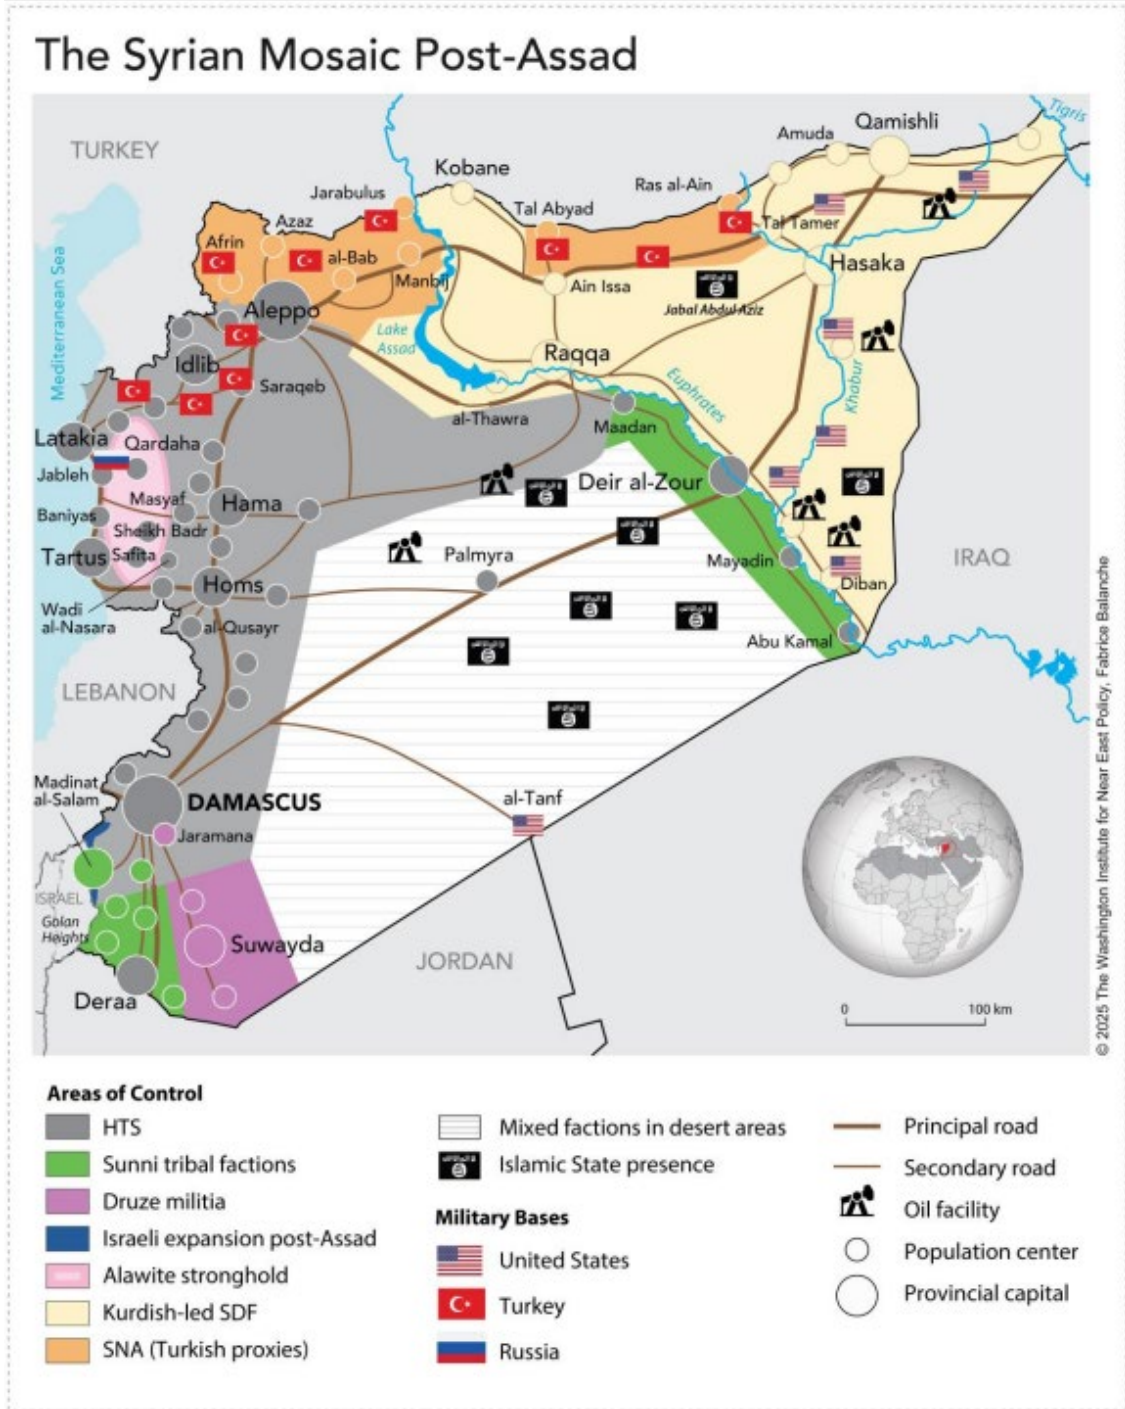 The Syrian Mosaic Post-Assad
TURKEY
Tigris
Qamishli
Amuda
Kobane
Jarabulus
Ras al-Ain
Tal Abyad
Azaz
Afrin
al-Bab
Manbij
Tal Tamer
Hasaka
Mediterranean Sea
Ain Issa
Jabal Abdul Aziz
Aleppo
Lake
Assad
Raqqa
Idlib
Saraqeb
Euphrates
Khabur
al-Thawra
Maadan
Latakia
Qardaha
Jableh
Deir al-Zour
Masyaf
Hama
Baniyas
Sheikh Badr
Tartus
Safita
Palmyra
Mayadin
IRAQ
Homs
Diban
Wadi
al-Nasara
al-Qusayr
Abu Kamal
LEBANON
Madinat
al-Salam
DAMASCUS
al-Tanf
Jaramana
ISRAEL
Golan
Heights
Suwayda
JORDAN
Deraa
0 100 km
© 2025 The Washington Institute for Near East Policy, Fabrice Balanche
Areas of Control
HTS
Sunni tribal factions
Druze militia
Israeli expansion post-Assad
Alawite stronghold
Kurdish-led SDF
SNA (Turkish proxies)
Mixed factions in desert areas
Islamic State presence
Military Bases
United States
Turkey
Russia
Principal road
Secondary road
Oil facility
Population center
Provincial capital